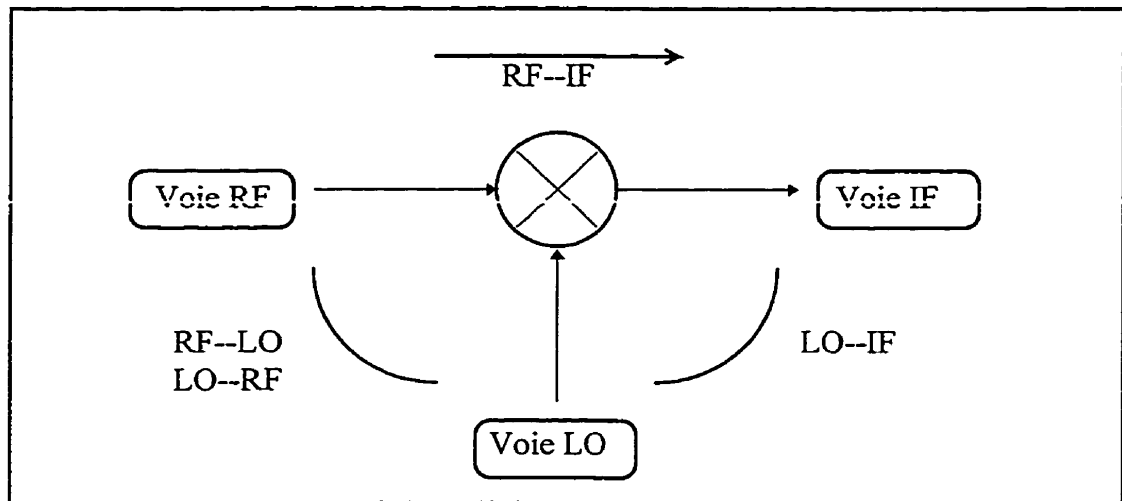 RF--IF
Voie RF
Voie IF
RF--LO
LO--RF
LO--IF
Voie LO